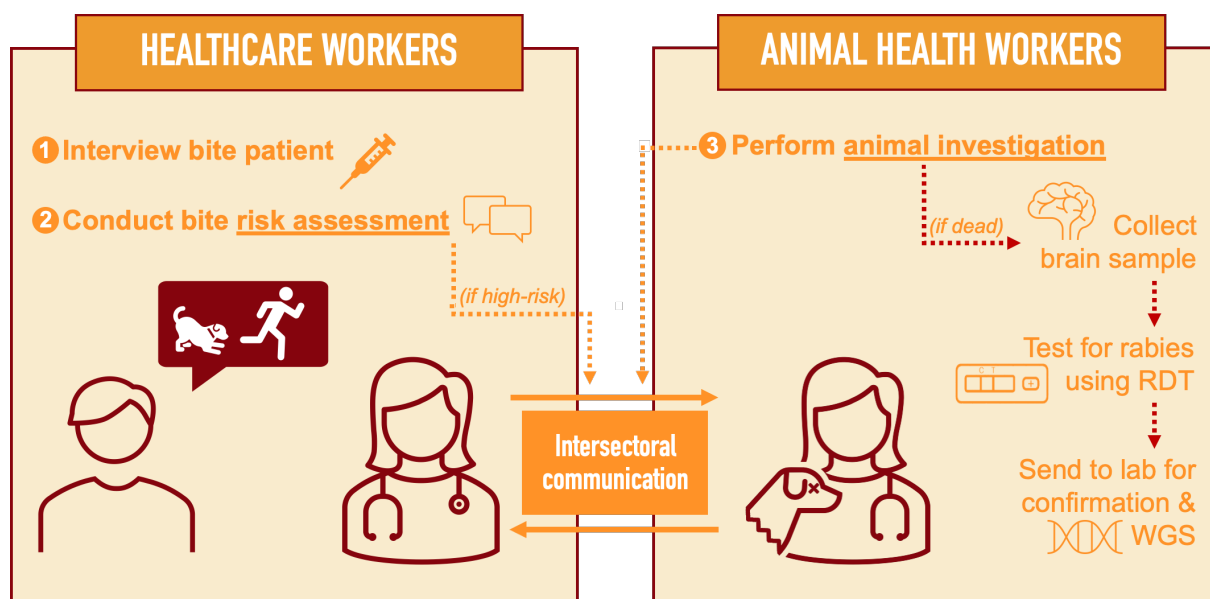 HEALTHCARE WORKERS
1 Interview bite patient
2 Conduct bite risk assessment
(if high-risk)
Intersectoral
communication
ANIMAL HEALTH WORKERS
3 Perform animal investigation
(if dead)
Collect
brain sample
Test for rabies
using RDT
C T
+
Send to lab for
confirmation &
WGS